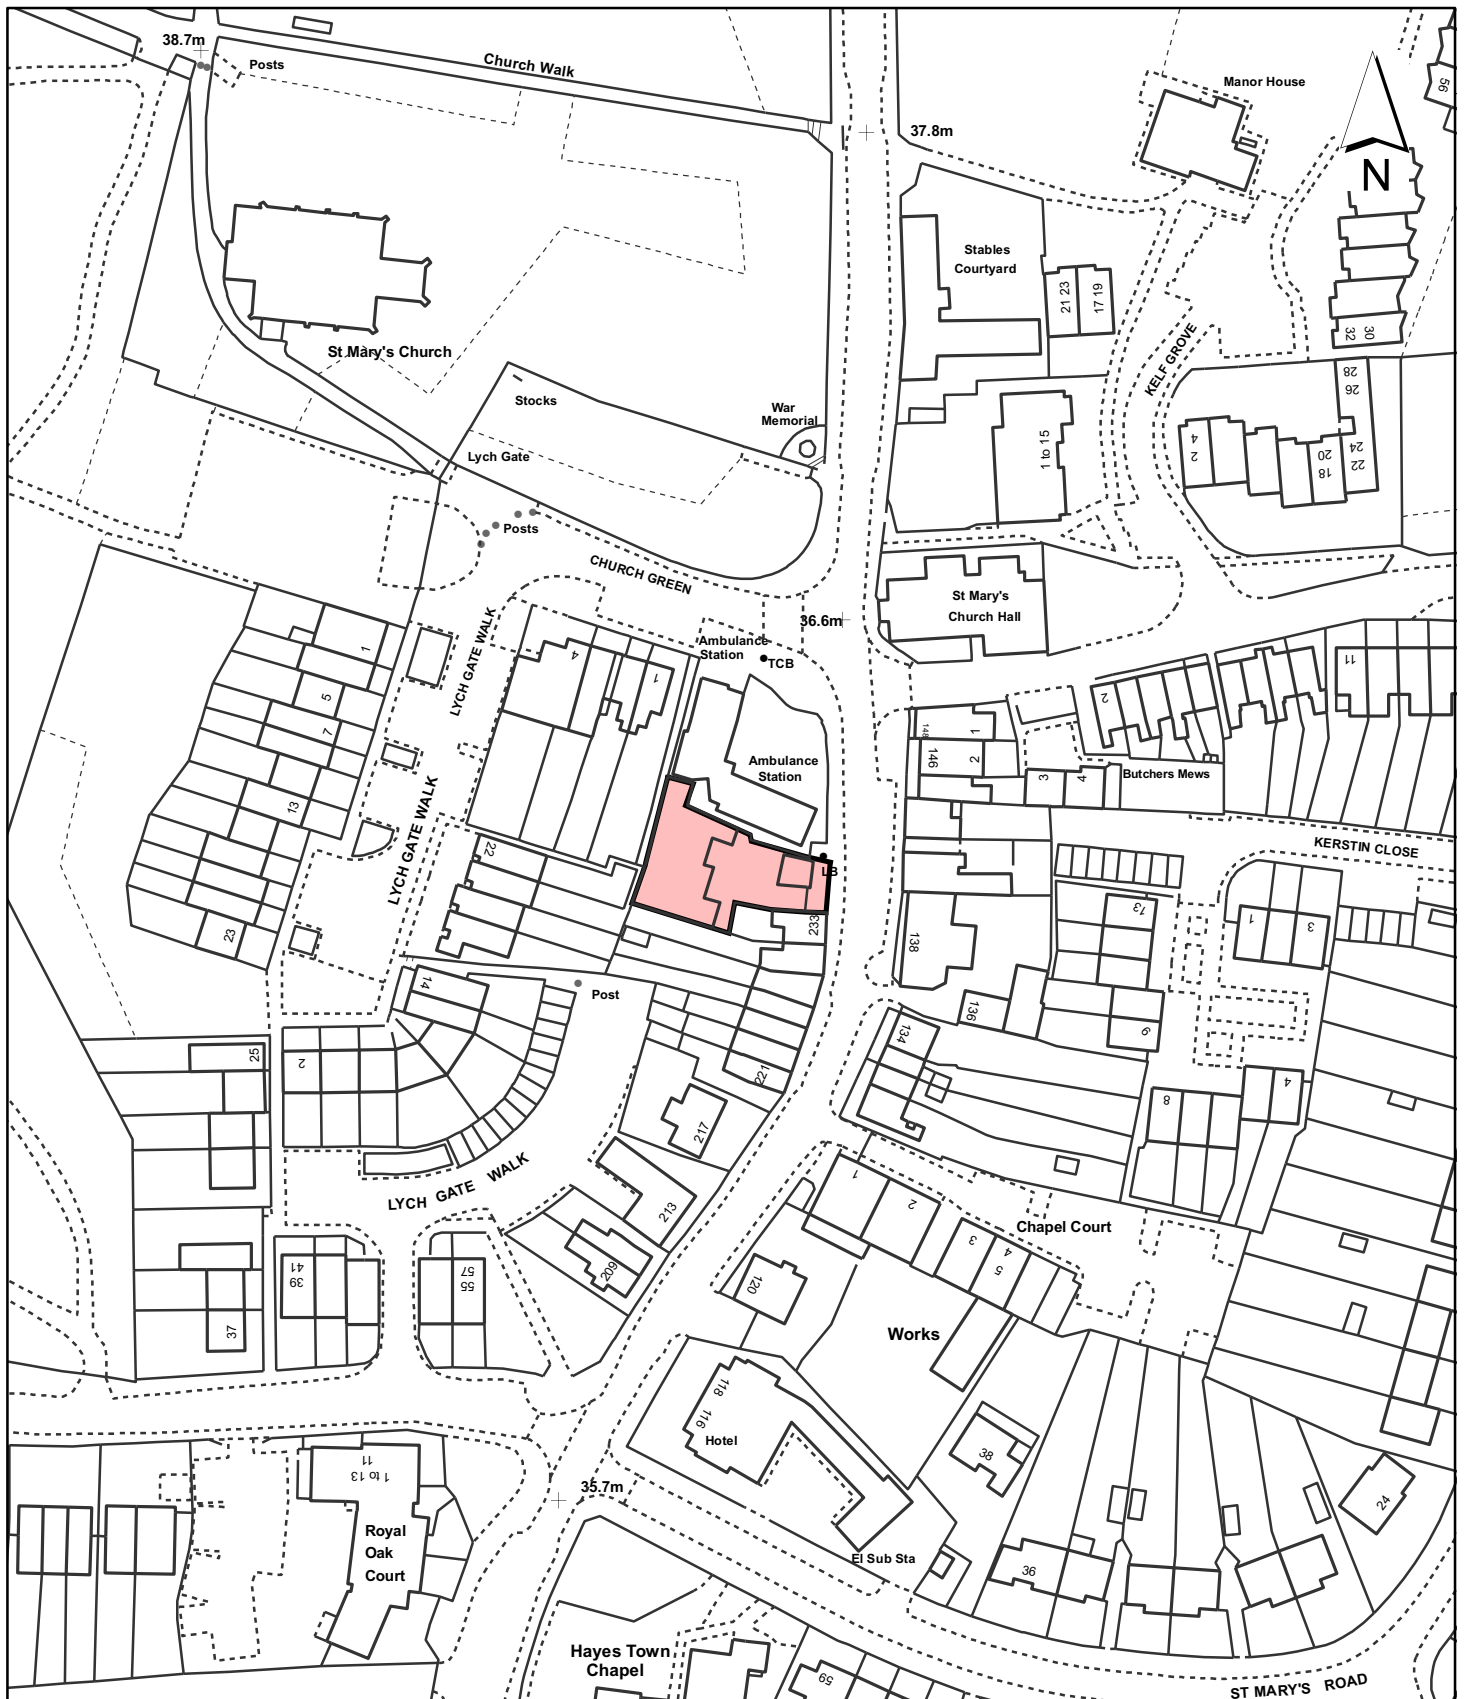 38.7m
Posts
Church Walk
Manor House
56
37.8m
N
Stables
Courtyard
21 23
17 19
32
30
KELF GROVE
St Mary's Church
28
26
Stocks
War
Memorial
1 to 15
4
2
20
18
24
22
Lych Gate
Posts
CHURCH GREEN
St Mary's
Church Hall
36.6m
LYCH GATE WALK
Ambulance
Station
TCB
1
4
1
11
5
2
7
148
1
146
2
Ambulance
Station
3
4
Butchers Mews
13
LYCH GATE WALK
KERSTIN CLOSE
22
LB
13
1
3
23
233
138
14
Post
136
9
134
25
2
221
4
8
217
LYCH GATE WALK
1
2
213
Chapel Court
3
4
5
39
41
57
55
209
120
37
Works
118
116
Hotel
38
1 to 13
11
35.7m
24
Royal
Oak
Court
El Sub Sta
36
Hayes Town
Chapel
59
ST MARY'S ROAD